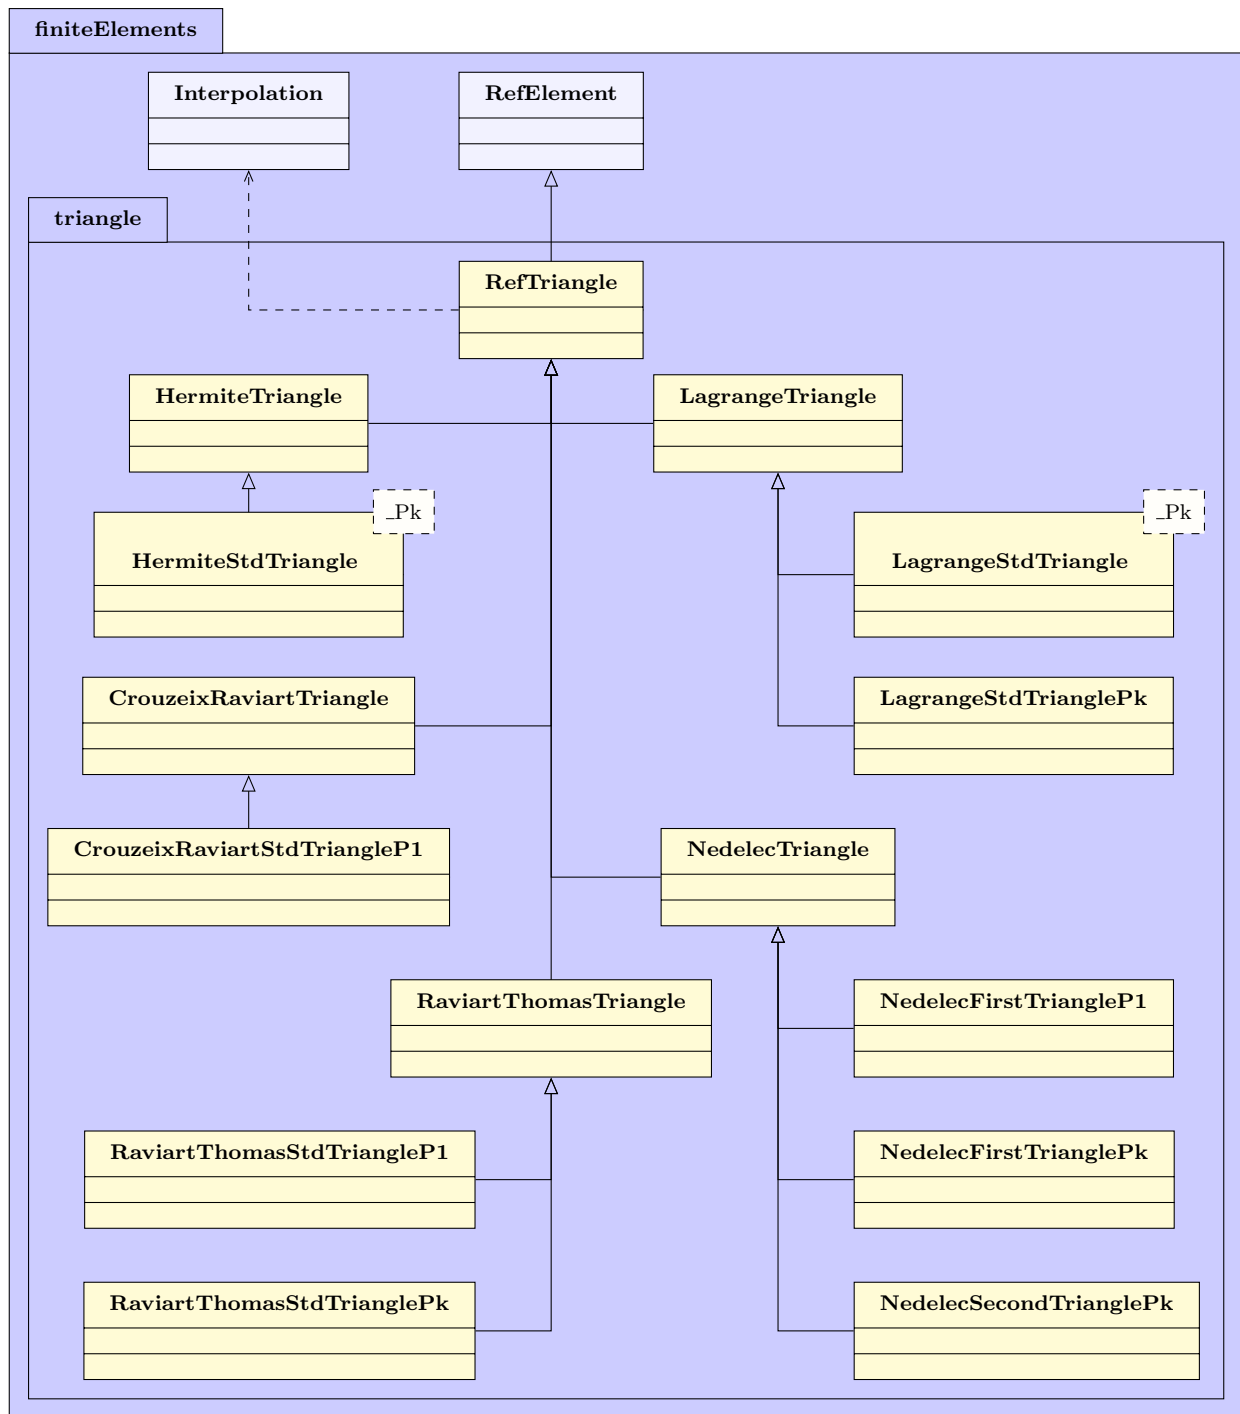 finiteElements
Interpolation
RefElement
triangle
RefTriangle
HermiteTriangle
LagrangeTriangle
_Pk
HermiteStdTriangle
_Pk
LagrangeStdTriangle
CrouzeixRaviartTriangle
LagrangeStdTrianglePk
CrouzeixRaviartStdTriangleP1
NedelecTriangle
RaviartThomasTriangle
NedelecFirstTriangleP1
RaviartThomasStdTriangleP1
NedelecFirstTrianglePk
RaviartThomasStdTrianglePk
NedelecSecondTrianglePk